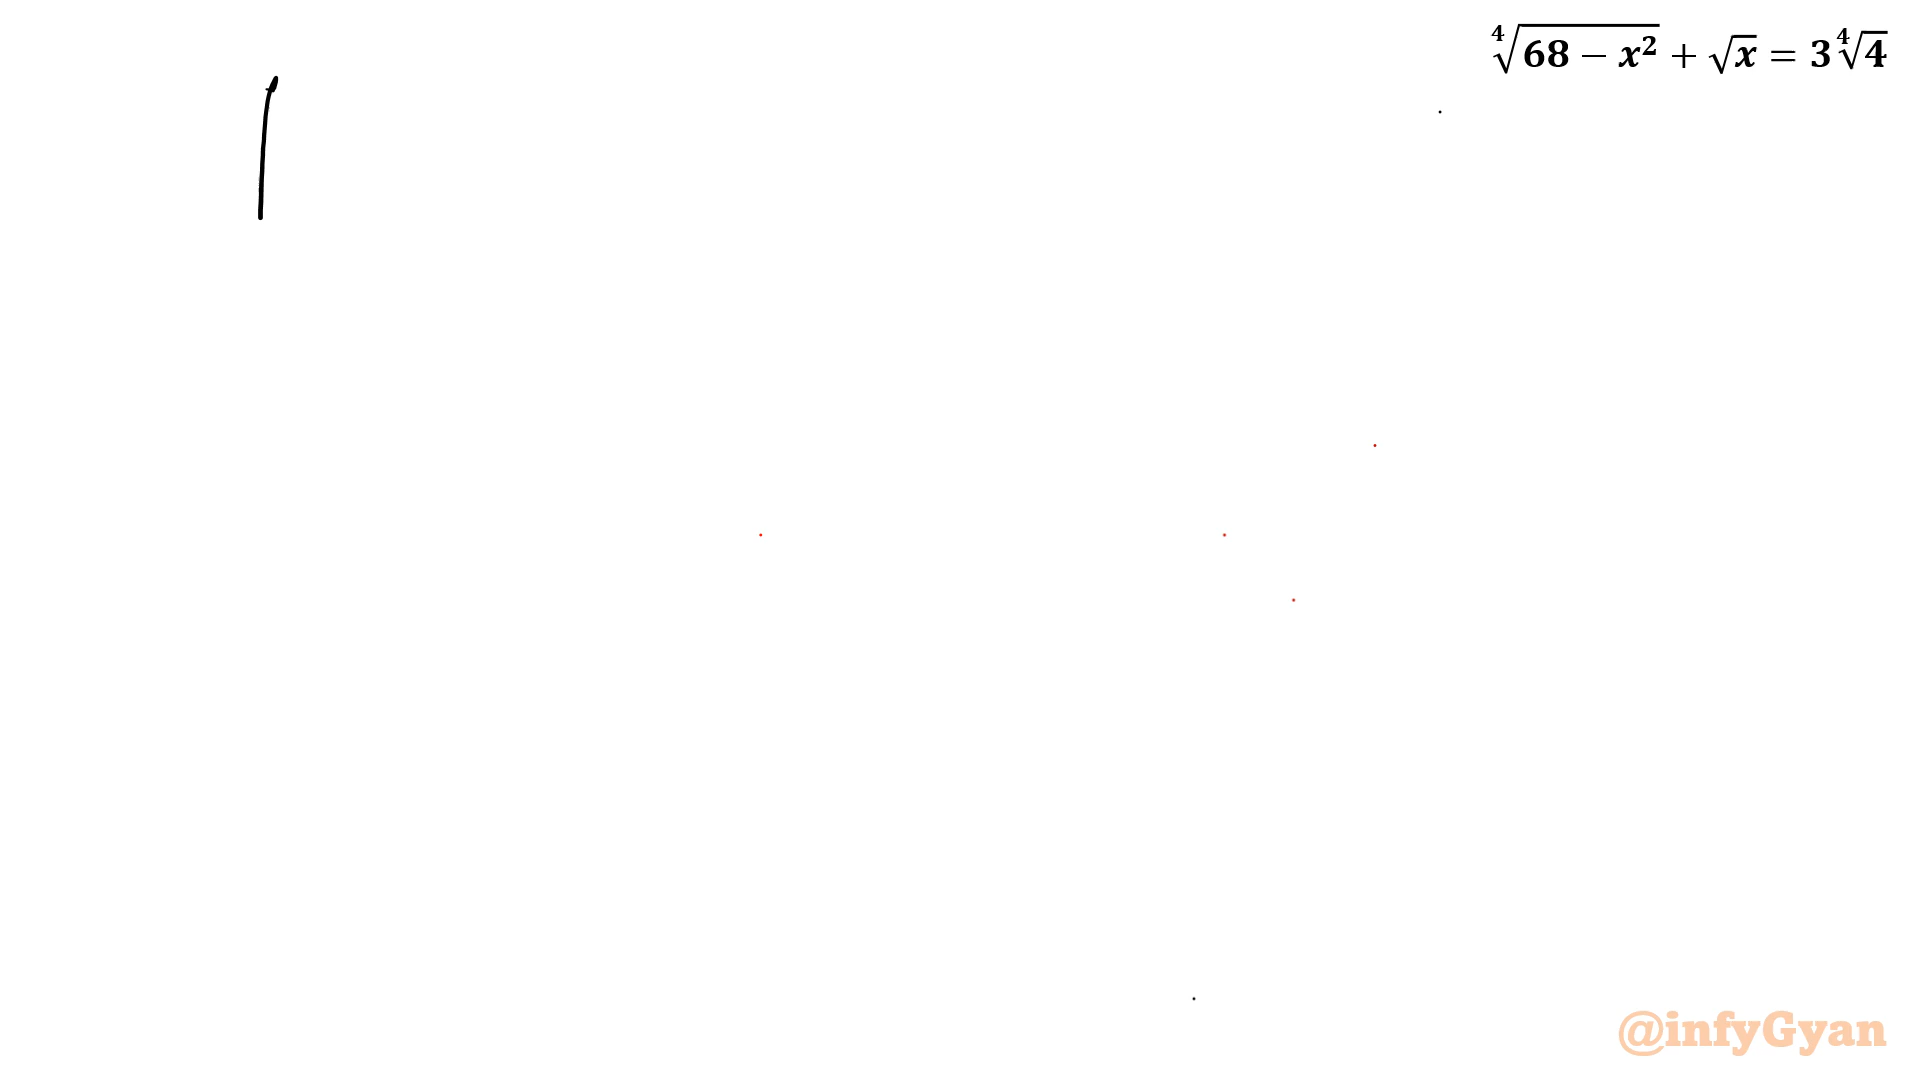 ∜(68 − x²) + √x = 3∜4
@infyGyan